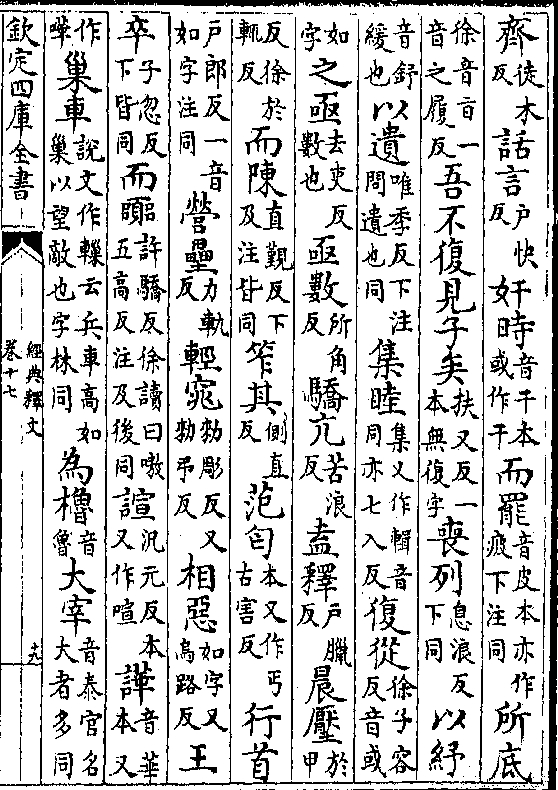 齊徒本反話言戶快反奸時音干本或作干而罷音皮本亦作疲下注同所底
徐音旨一音之履反吾不復見子矣扶又反一本無復字喪列息浪反下同以紓
音舒緩也以遺唯季反下注問遺也同集睦集又作輯音同亦七入反復從徐子容反音或
如字之亟去吏反數也亟數所角反驕亢苦浪反盍釋戶臘反晨壓於甲
反徐於輒反而陳直覲反下及注皆同笮其側直反范匄本又作丐古害反行首
戶郎反一音如字注同營壘力軌反輕窕勑彫反又勑弔反相惡如字又烏路反王
卒子忽反下皆同而嚻許驕反徐讀曰嗷五高反注及後同諠汎元反本又作喧譁音華本又
作嘩巢車說文作轈云兵車高如巢以望敵也字林同為櫓音魯大宰音泰官名大者多同
欽定四庫全書
經典釋文
卷十七